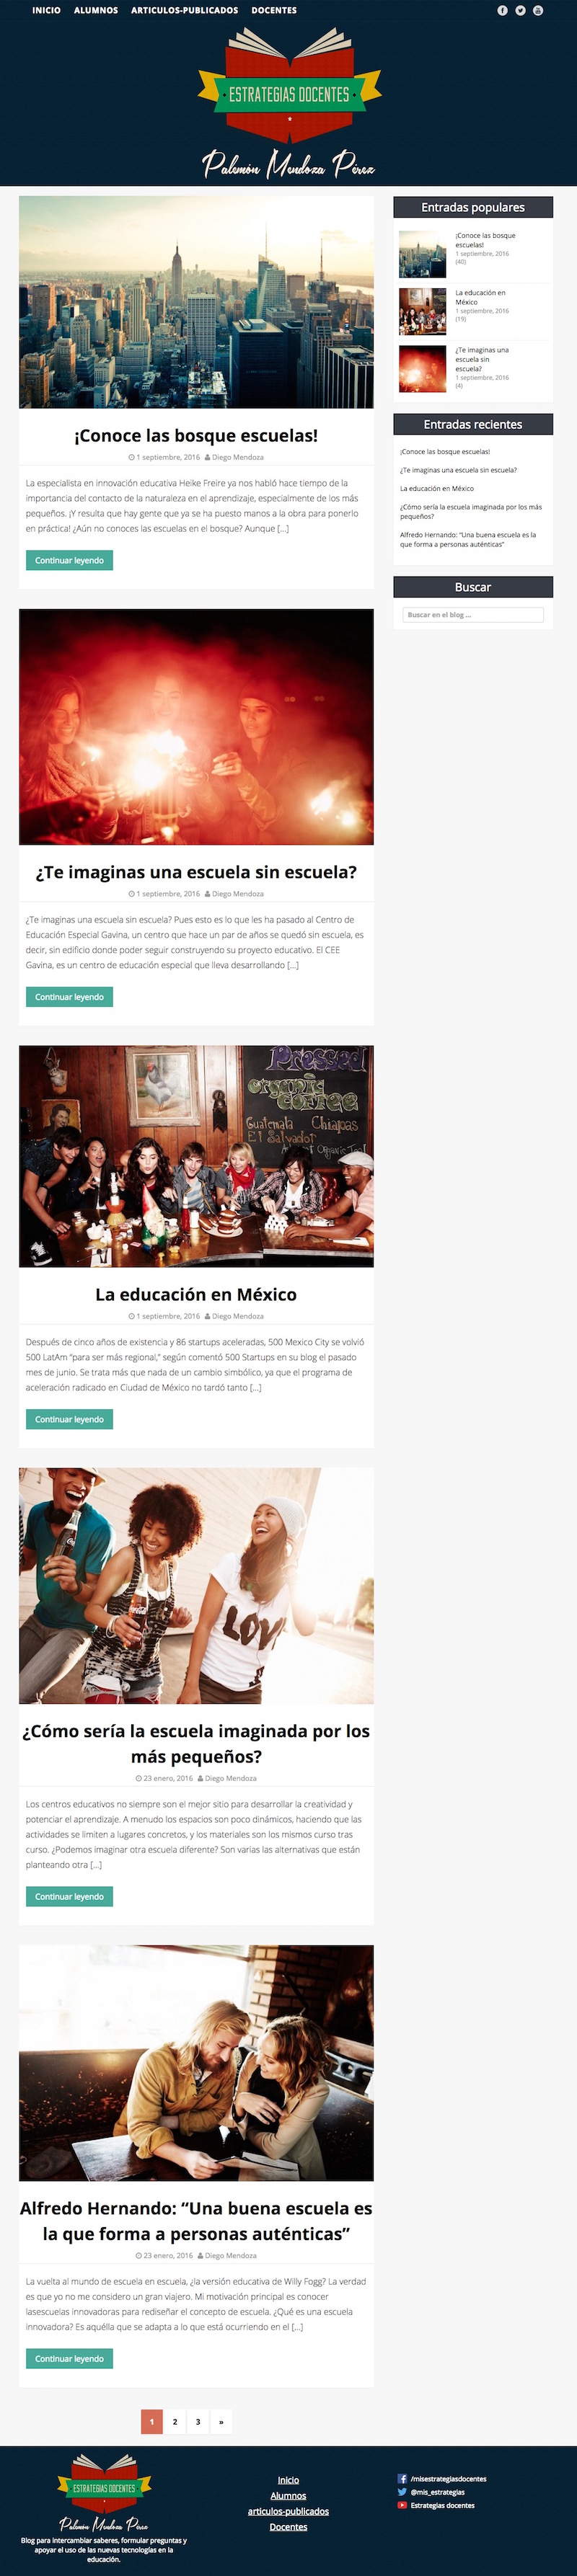 INICIO ALUMNOS ARTICULOS-PUBLICADOS DOCENTES
ESTRATEGIAS DOCENTES
Palemón Mendoza Pérez
¡Conoce las bosque escuelas!
1 septiembre, 2016 Diego Mendoza
La especialista en innovación educativa Heike Freire ya nos habló hace tiempo de la
importancia del contacto de la naturaleza en el aprendizaje, especialmente de los más
pequeños. ¡Y resulta que hay gente que ya se ha puesto manos a la obra para ponerlo
en práctica! ¿Aún no conoces las escuelas en el bosque? Aunque [...]
Continuar leyendo
¿Te imaginas una escuela sin escuela?
1 septiembre, 2016 Diego Mendoza
¿Te imaginas una escuela sin escuela? Pues esto es lo que les ha pasado al Centro de
Educación Especial Gavina, un centro que hace un par de años se quedó sin escuela, es
decir, sin edificio donde poder seguir construyendo su proyecto educativo. El CEE
Gavina, es un centro de educación especial que lleva desarrollando [...]
Continuar leyendo
Pressed
organic
coffee
Guatemala Chiapas
El Salvador
La educación en México
1 septiembre, 2016 Diego Mendoza
Después de cinco años de existencia y 86 startups aceleradas, 500 Mexico City se volvió
500 LatAm “para ser más regional,” según comentó 500 Startups en su blog el pasado
mes de junio. Se trata más que nada de un cambio simbólico, ya que el programa de
aceleración radicado en Ciudad de México no tardó tanto [...]
Continuar leyendo
LOV
¿Cómo sería la escuela imaginada por los
más pequeños?
23 enero, 2016 Diego Mendoza
Los centros educativos no siempre son el mejor sitio para desarrollar la creatividad y
potenciar el aprendizaje. A menudo los espacios son poco dinámicos, haciendo que las
actividades se limiten a lugares concretos, y los materiales son los mismos curso tras
curso. ¿Podemos imaginar otra escuela diferente? Son varias las alternativas que están
planteando otra [...]
Continuar leyendo
Alfredo Hernando: “Una buena escuela es
la que forma a personas auténticas”
23 enero, 2016 Diego Mendoza
La vuelta al mundo de escuela en escuela, ¿la versión educativa de Willy Fogg? La verdad
es que yo no me considero un gran viajero. Mi motivación principal es conocer
lasescuelas innovadoras para rediseñar el concepto de escuela. ¿Qué es una escuela
innovadora? Es aquélla que se adapta a lo que está ocurriendo en el [...]
Continuar leyendo
1 2 3 »
Entradas populares
¡Conoce las bosque
escuelas!
1 septiembre, 2016
(40)
La educación en
México
1 septiembre, 2016
(19)
¿Te imaginas una
escuela sin
escuela?
1 septiembre, 2016
(4)
Entradas recientes
¡Conoce las bosque escuelas!
¿Te imaginas una escuela sin escuela?
La educación en México
¿Cómo sería la escuela imaginada por los más
pequeños?
Alfredo Hernando: “Una buena escuela es la
que forma a personas auténticas”
Buscar
Buscar en el blog ...
ESTRATEGIAS DOCENTES
Palemón Mendoza Pérez
Blog para intercambiar saberes, formular preguntas y
apoyar el uso de las nuevas tecnologías en la
educación.
Inicio
Alumnos
articulos-publicados
Docentes
/misestrategiasdocentes
@mis_estrategias
Estrategias docentes